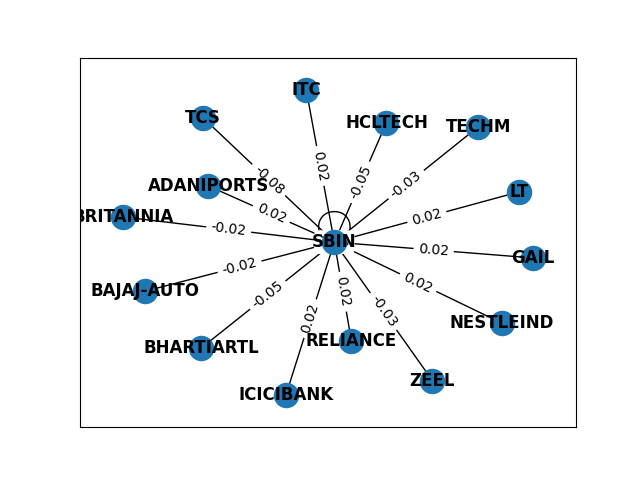 ITC
TCS
HCLTECH
TECHM
0.02
-0.08
-0.05
-0.03
ADANIPORTS
LT
0.02
BRITANNIA
0.02
-0.02
SBIN
0.02
GAIL
-0.02
0.02
BAJAJ-AUTO
-0.05
0.02
-0.03
0.02
NESTLEIND
RELIANCE
BHARTIARTL
ZEEL
ICICIBANK